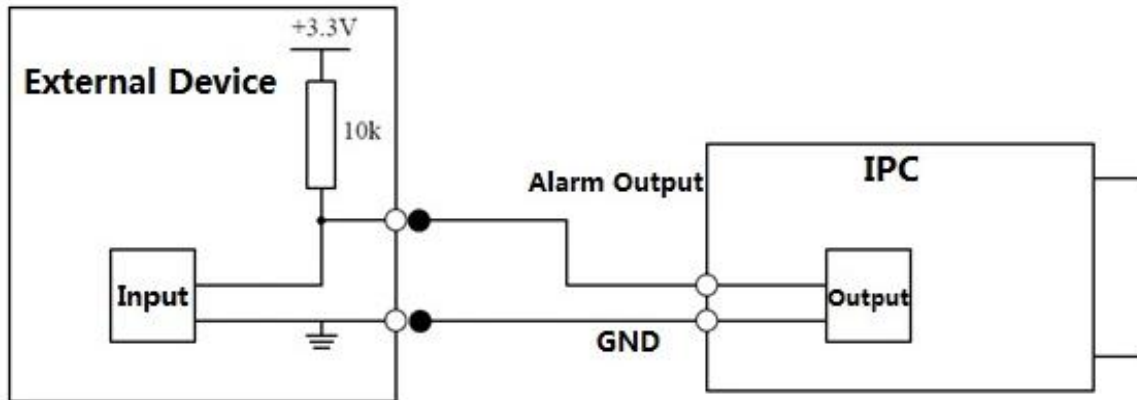 +3.3V
External Device
10k
Alarm Output
IPC
Input
Output
GND